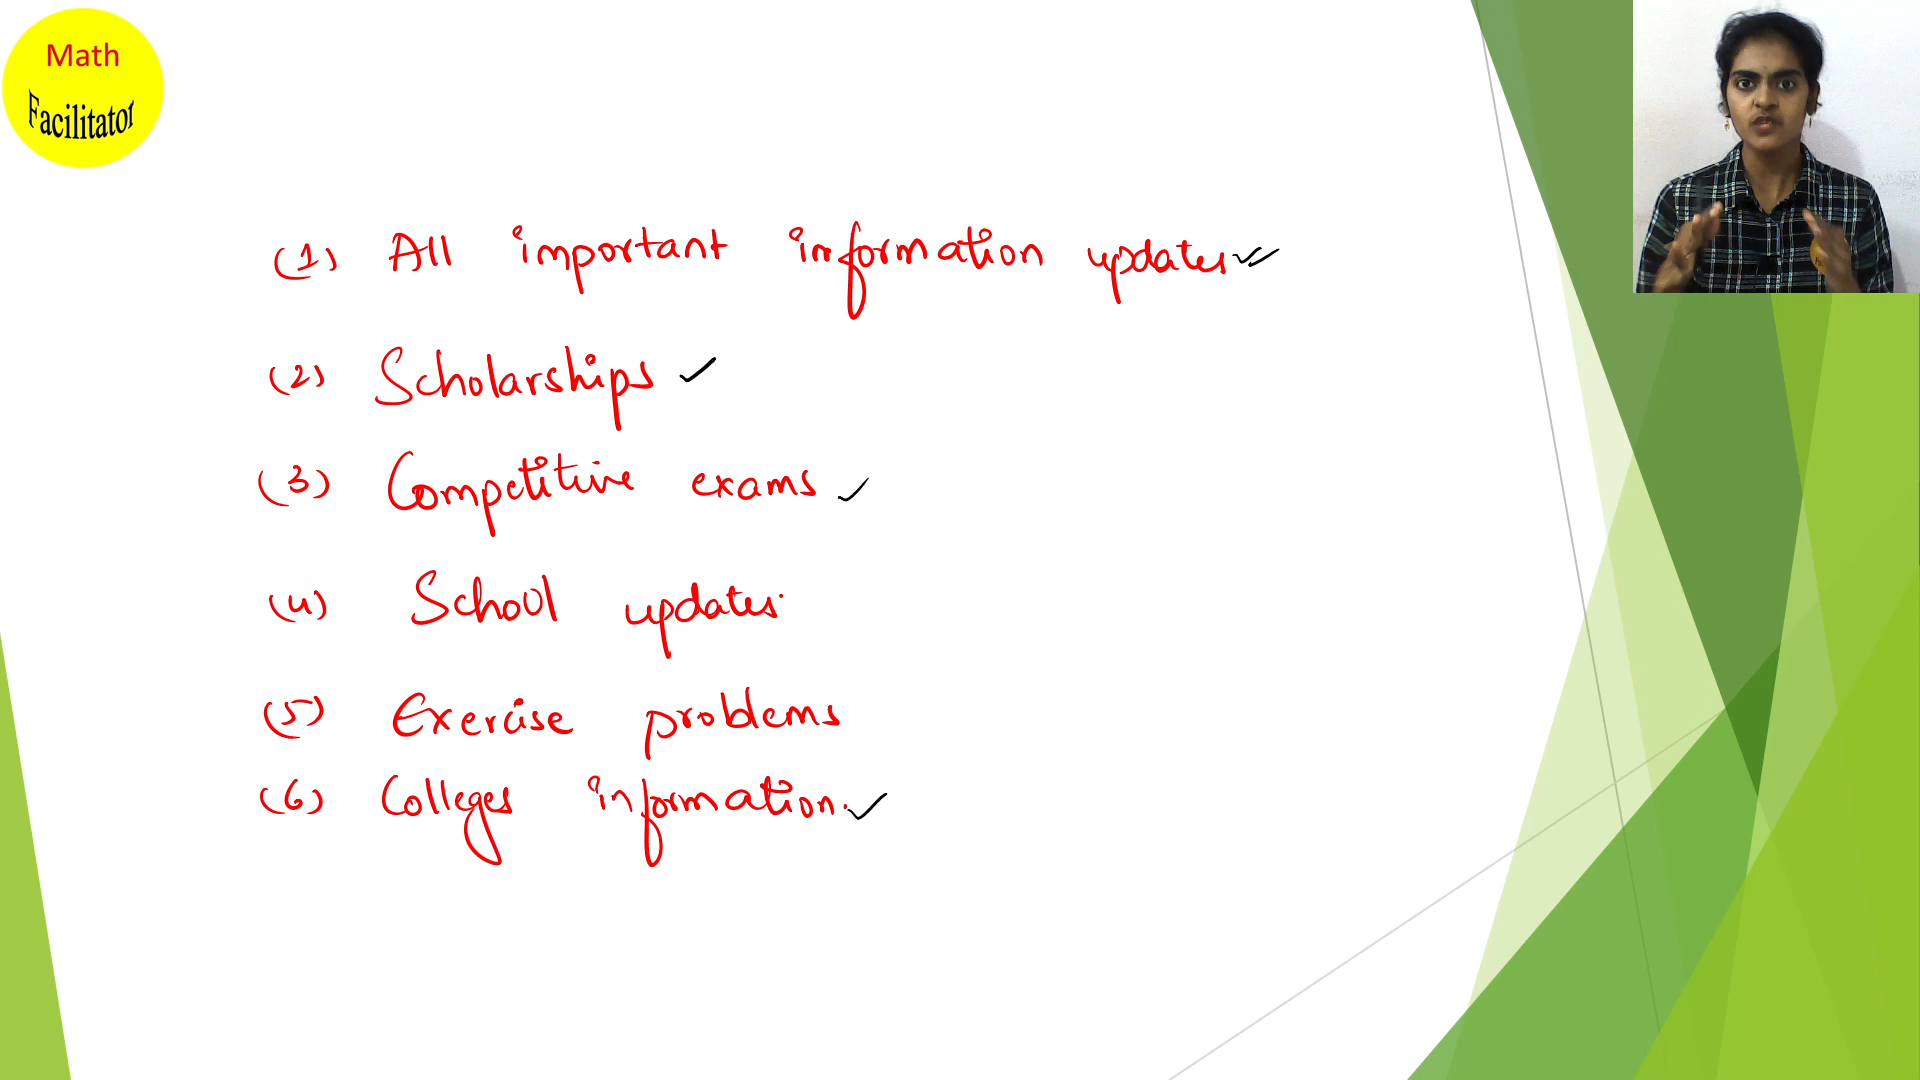 Math
Facilitator
(1) All important information updates
(2) Scholarships
(3) Competitive exams
(4) School updates.
(5) Exercise problems
(6) Colleges information.